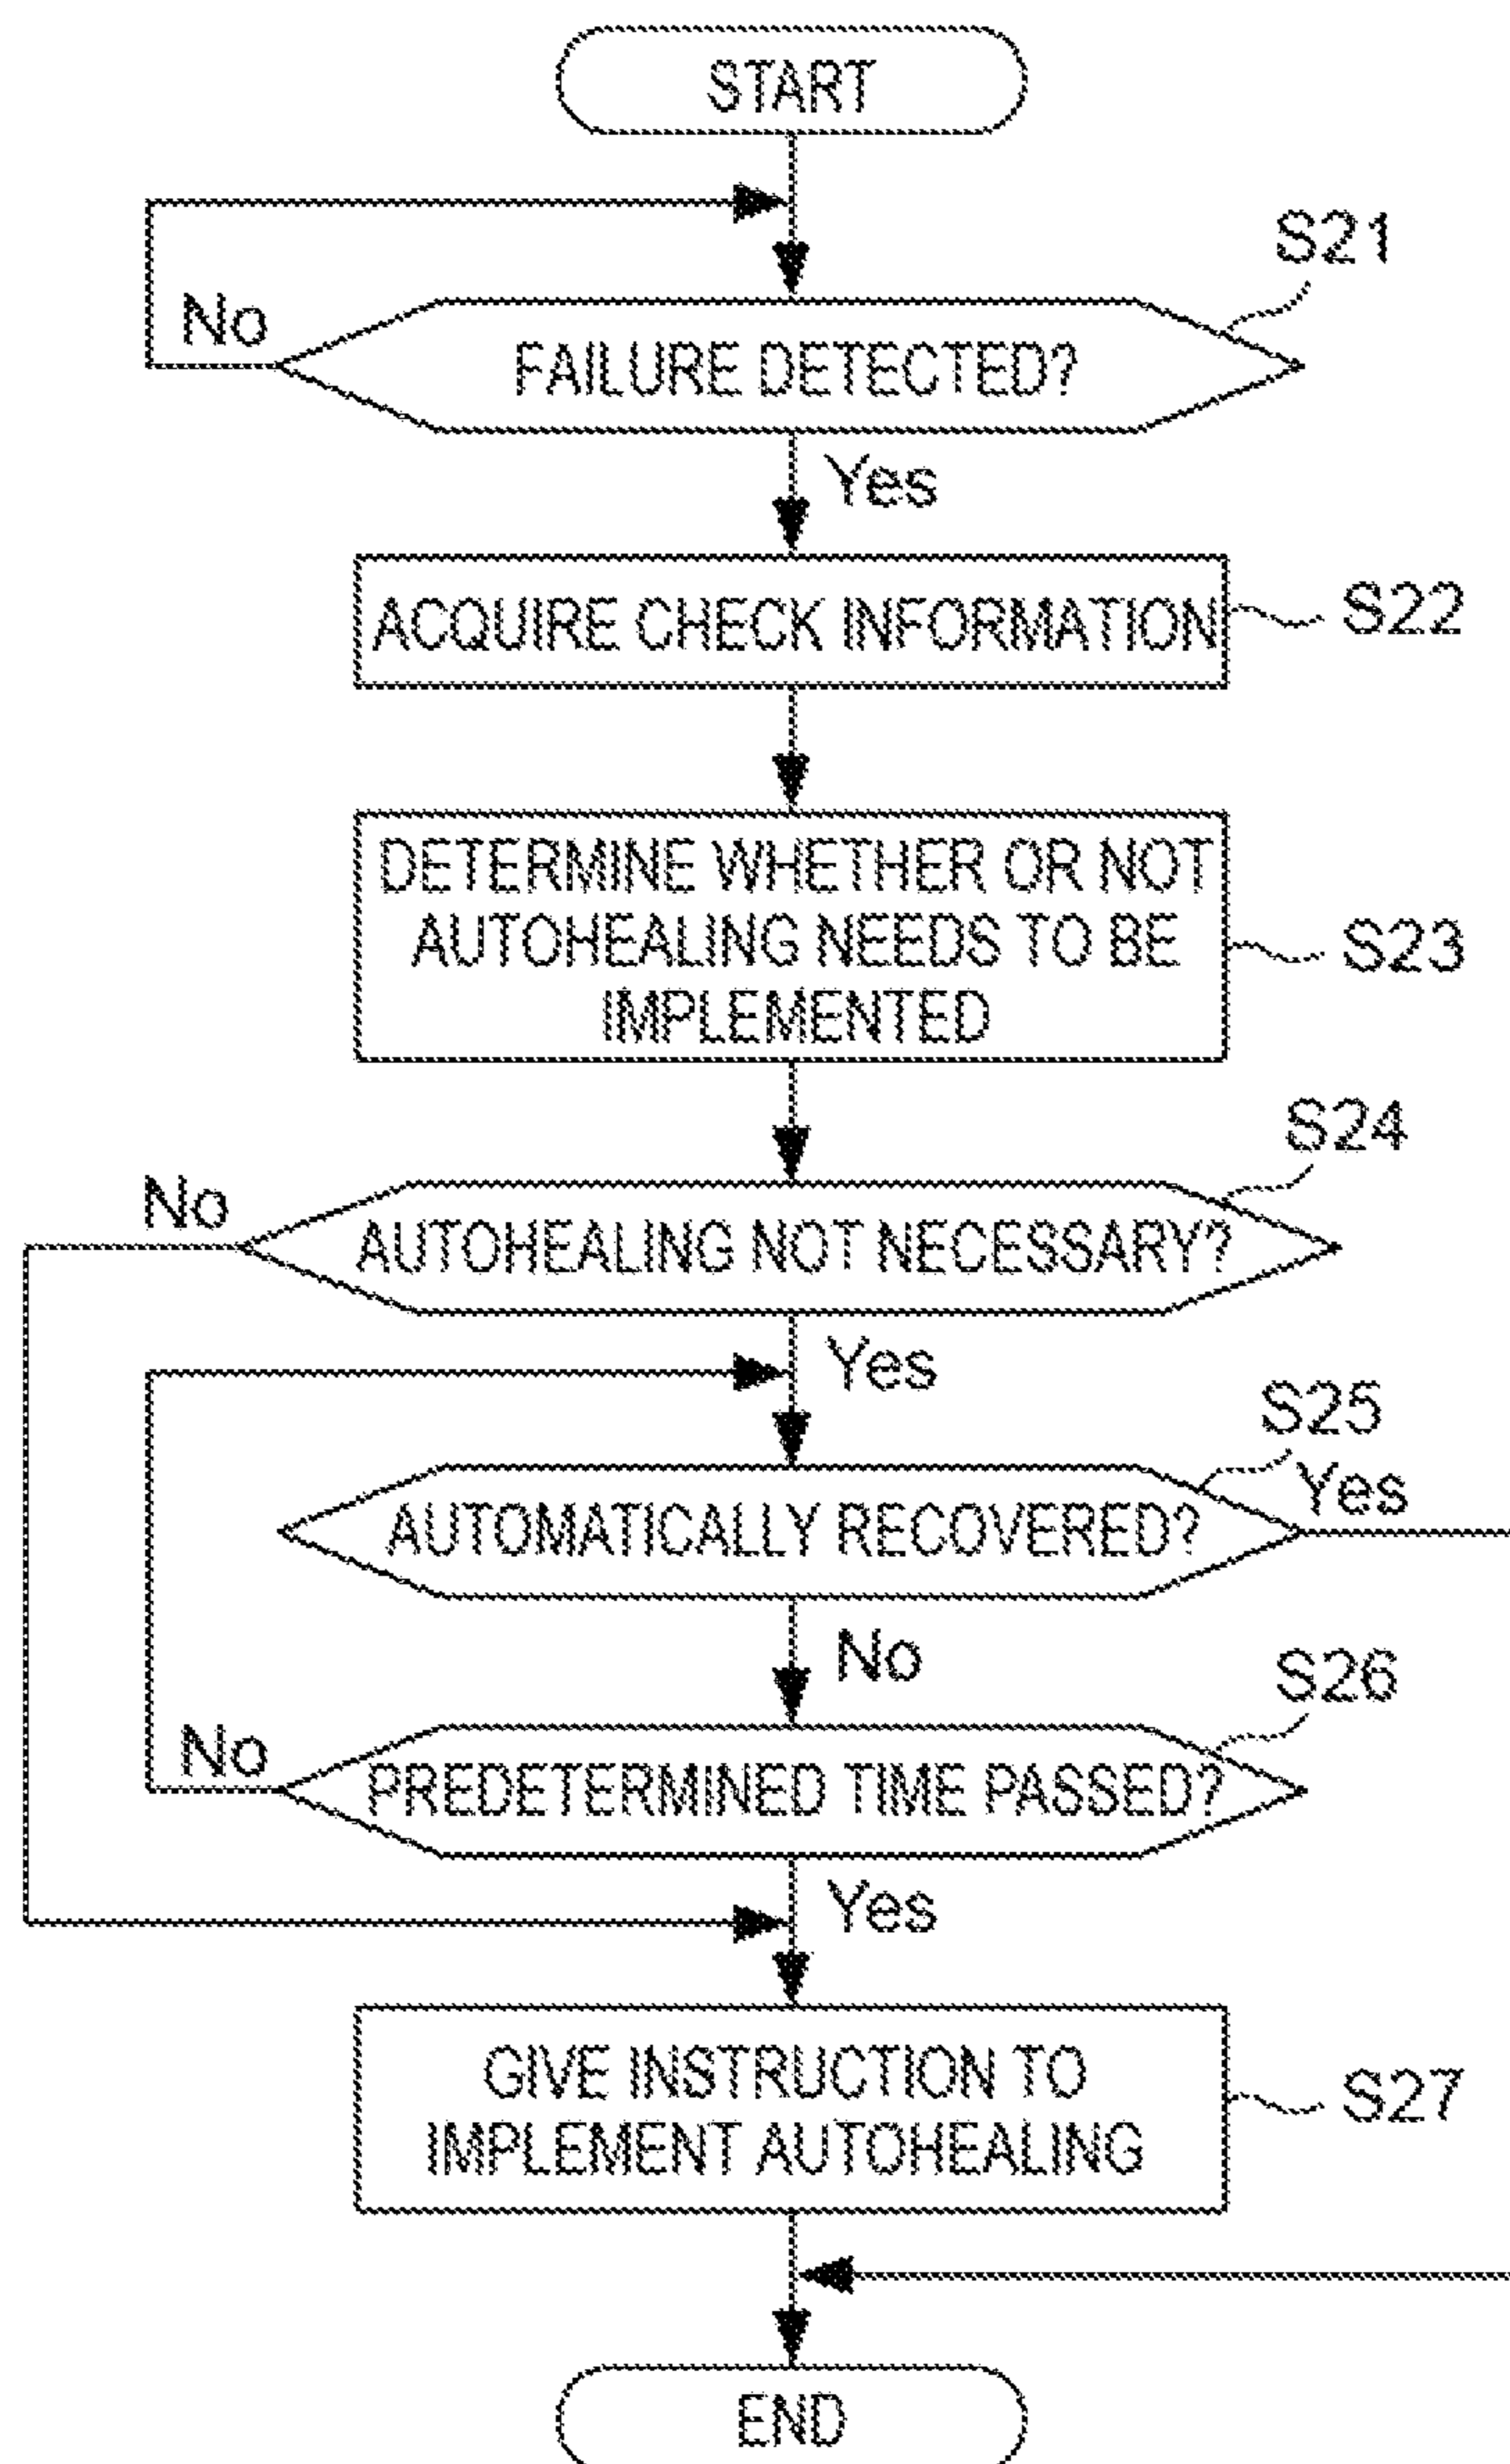 START
S21
No
FAILURE DETECTED?
Yes
ACQUIRE CHECK INFORMATION
S22
DETERMINE WHETHER OR NOT
AUTOHEALING NEEDS TO BE
IMPLEMENTED
S23
S24
No
AUTOHEALING NOT NECESSARY?
Yes
S25
Yes
AUTOMATICALLY RECOVERED?
No
S26
No
PREDETERMINED TIME PASSED?
Yes
GIVE INSTRUCTION TO
IMPLEMENT AUTOHEALING
S27
END